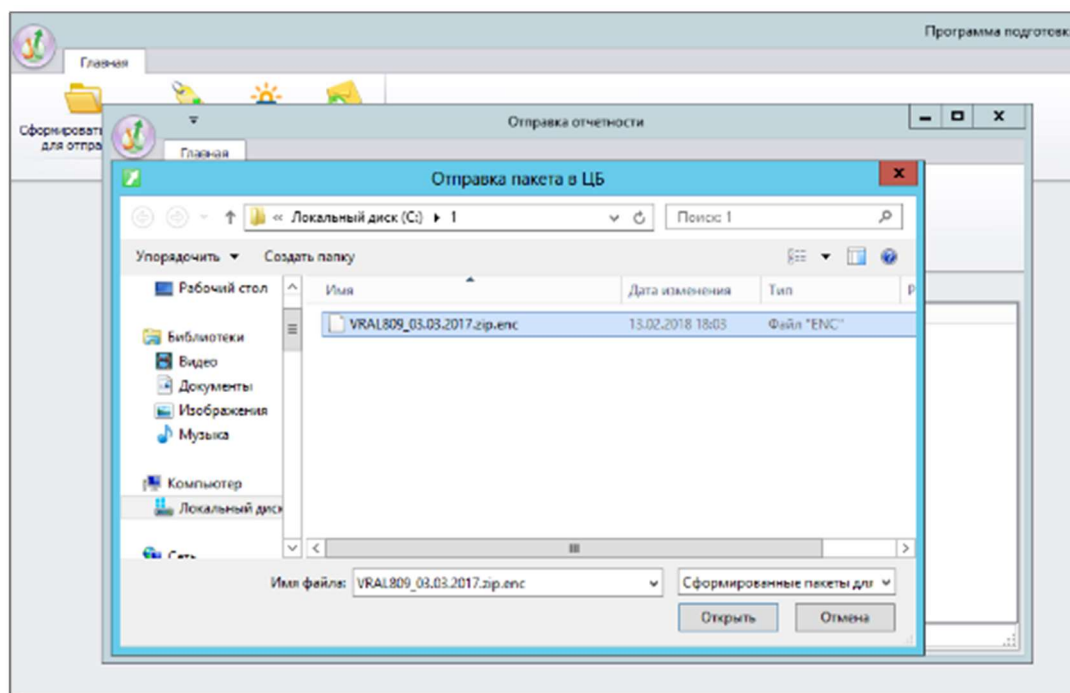 Программа подготовк
Главная
Сформировать
для отпра
Отправка отчетности
Главная
Отправка пакета в ЦБ
« Локальный диск (C:) 1
Поиск: 1
Упорядочить
Создать папку
Рабочий стол
Библиотеки
Видео
Документы
Изображения
Музыка
Компьютер
Локальный диск
Сеть
Имя
Дата изменения
Тип
Р
VRAL809_03.03.2017.zip.enc
13.02.2018 18:03
Файл "ENC"
Имя файла:
VRAL809_03.03.2017.zip.enc
Сформированные пакеты для
Открыть
Отмена